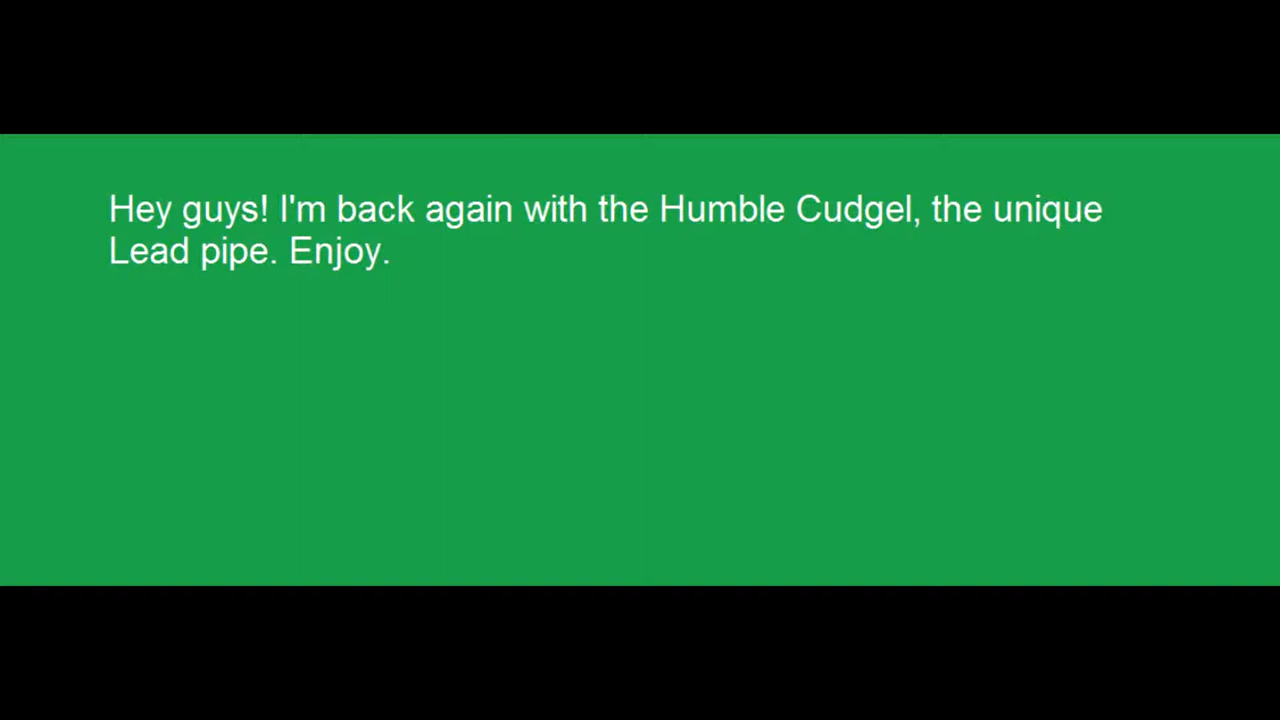 Hey guys! I'm back again with the Humble Cudgel, the unique
Lead pipe. Enjoy.